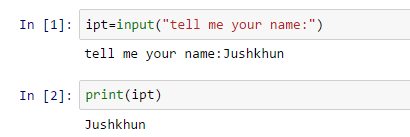 In [1]: ipt=input("tell me your name:")
tell me your name:Jushkhun
In [2]: print(ipt)
Jushkhun